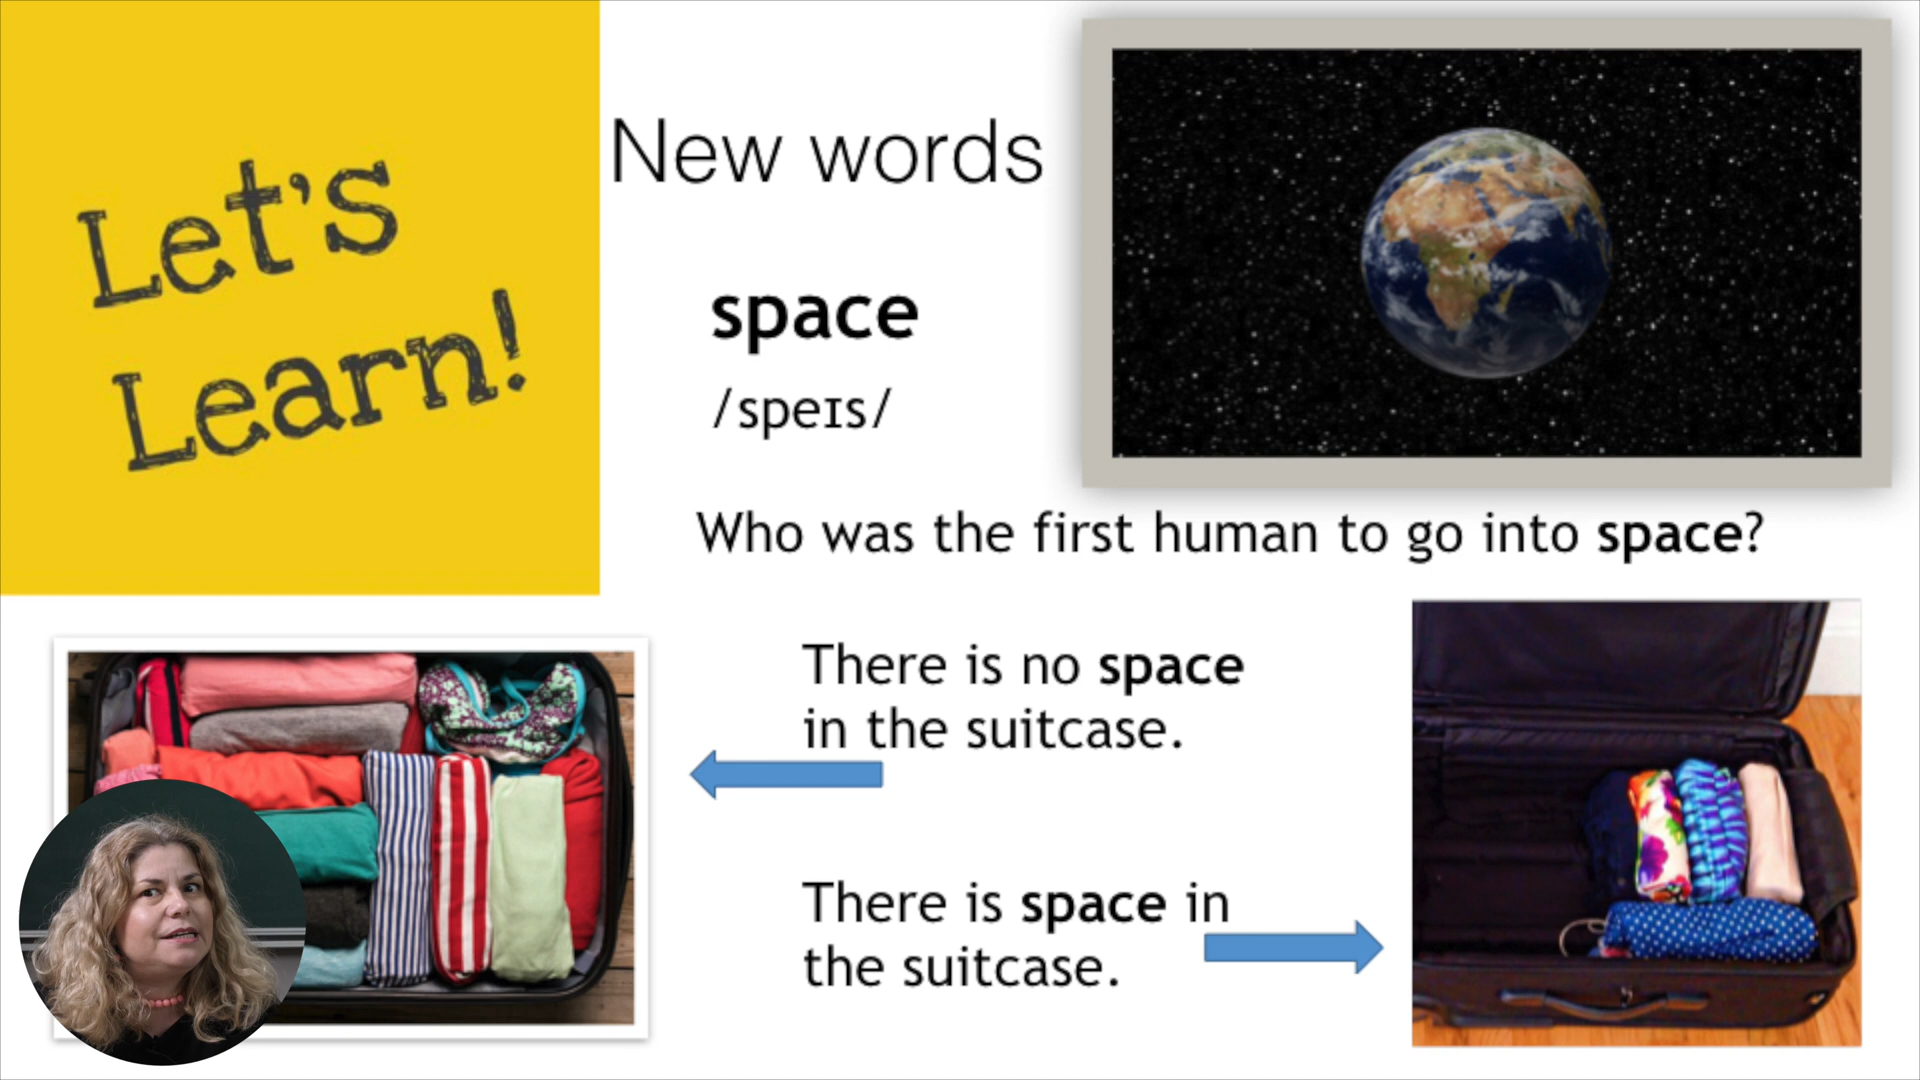 Let's
Learn!
New words
space
/speɪs/
Who was the first human to go into space?
There is no space
in the suitcase.
There is space in
the suitcase.